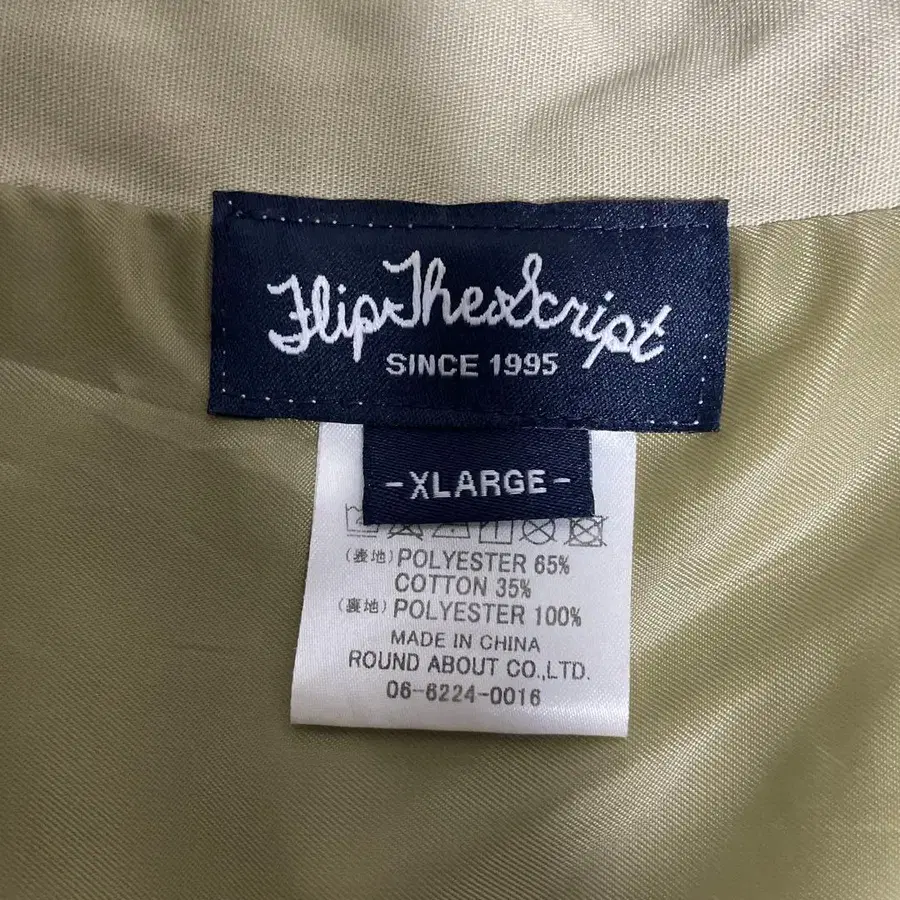 FlipTheScript
SINCE 1995
-XLARGE-
(表地) POLYESTER 65%
COTTON 35%
(裏地) POLYESTER 100%
MADE IN CHINA
ROUND ABOUT CO.,LTD.
06-6224-0016